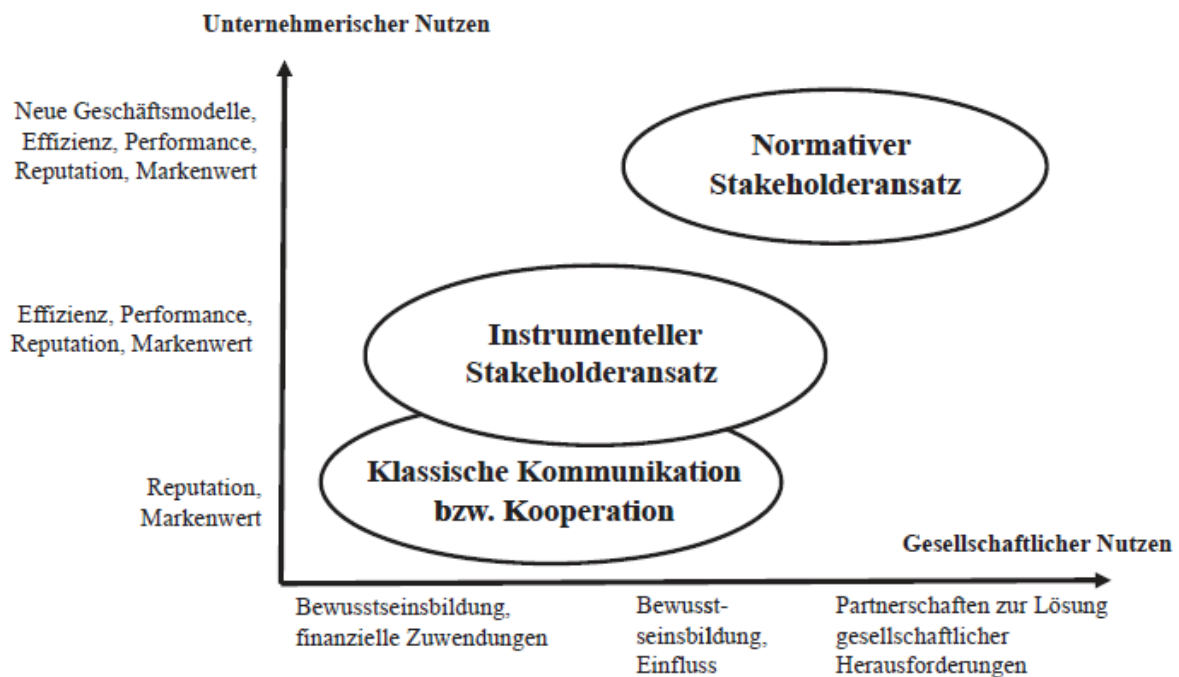 Unternehmerischer Nutzen
Neue Geschäftsmodelle,
Effizienz, Performance,
Reputation, Markenwert
Normativer
Stakeholderansatz
Effizienz, Performance,
Reputation, Markenwert
Instrumenteller
Stakeholderansatz
Klassische Kommunikation
bzw. Kooperation
Reputation,
Markenwert
Gesellschaftlicher Nutzen
Bewusstseinsbildung,
finanzielle Zuwendungen
Bewusst-
seinsbildung,
Einfluss
Partnerschaften zur Lösung
gesellschaftlicher
Herausforderungen